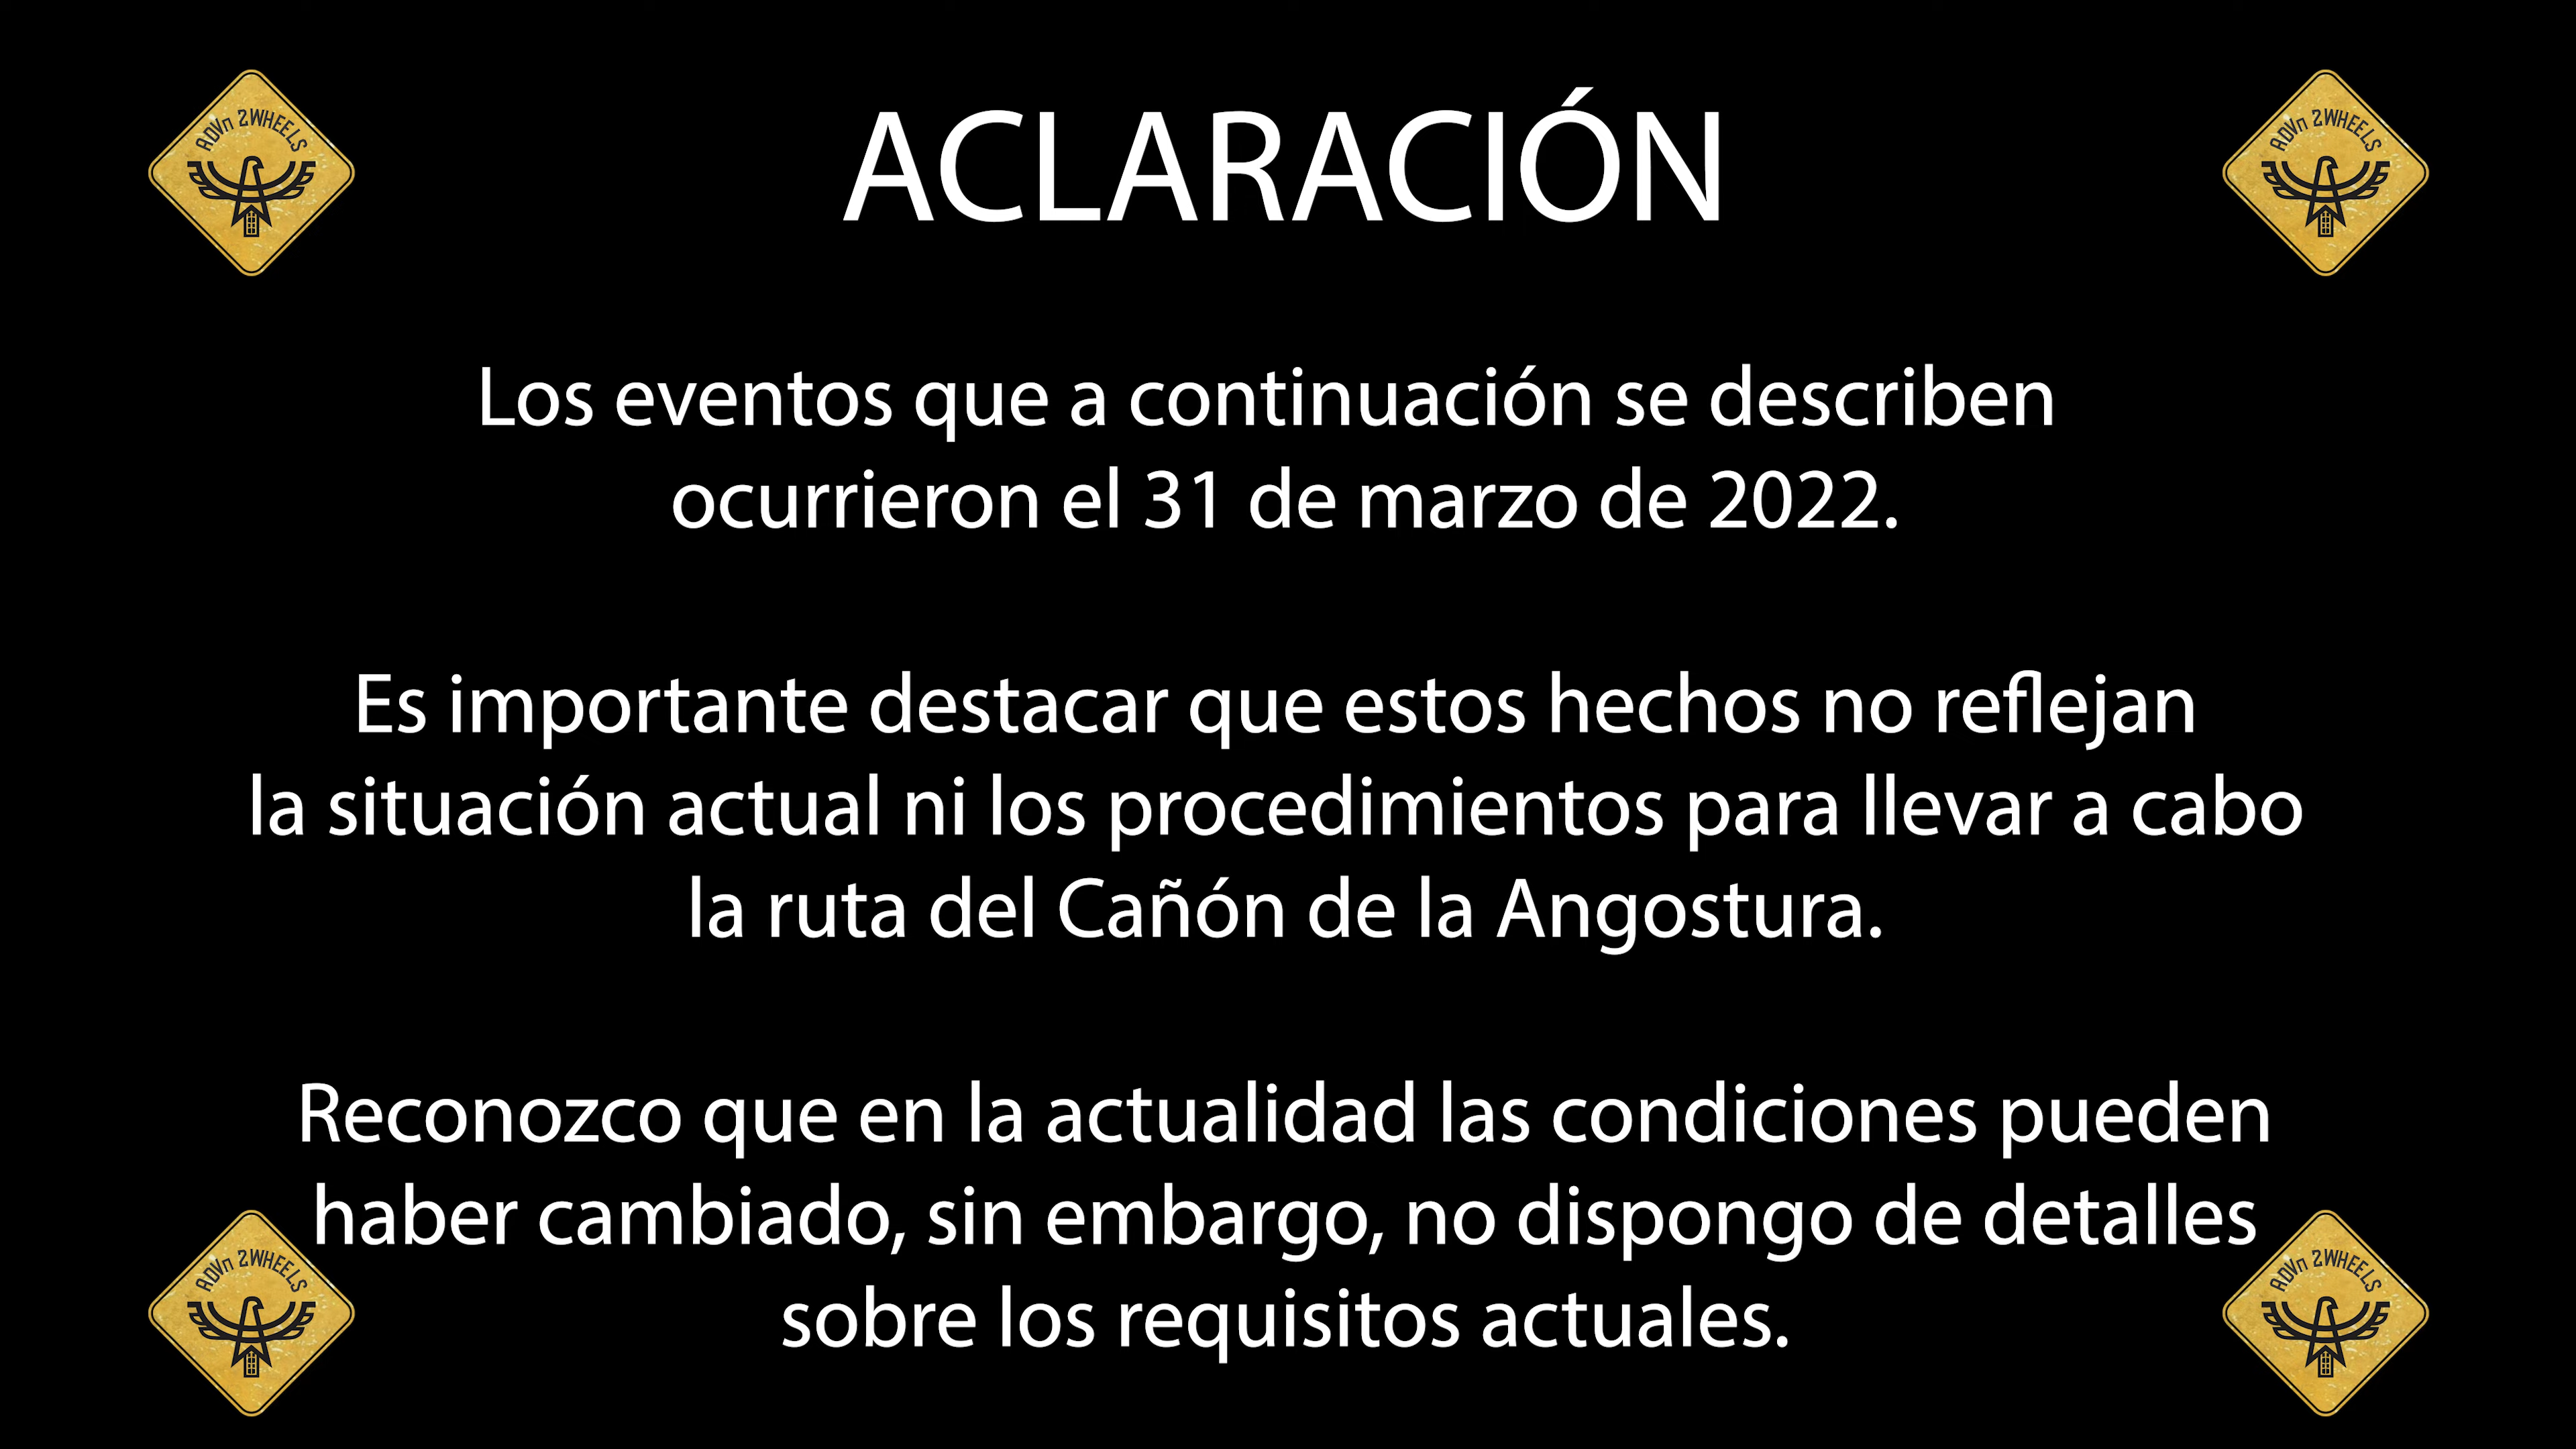 ADVn 2WHEELS
ADVn 2WHEELS
ACLARACIÓN
Los eventos que a continuación se describen
ocurrieron el 31 de marzo de 2022.
Es importante destacar que estos hechos no reflejan
la situación actual ni los procedimientos para llevar a cabo
la ruta del Cañón de la Angostura.
Reconozco que en la actualidad las condiciones pueden
haber cambiado, sin embargo, no dispongo de detalles
sobre los requisitos actuales.
ADVn 2WHEELS
ADVn 2WHEELS